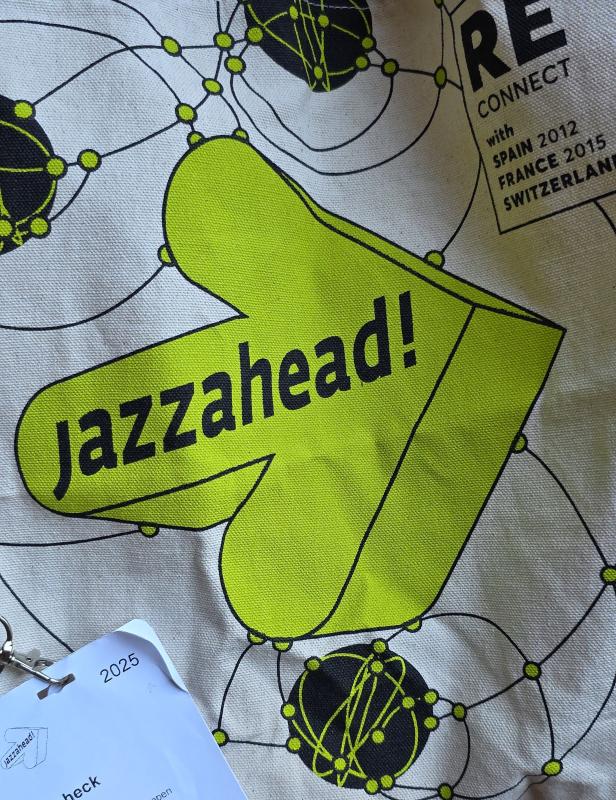 RE
CONNECT
with
SPAIN 2012
FRANCE 2015
SWITZERLAN
Jazzahead!
2025
jazzahead!
heck